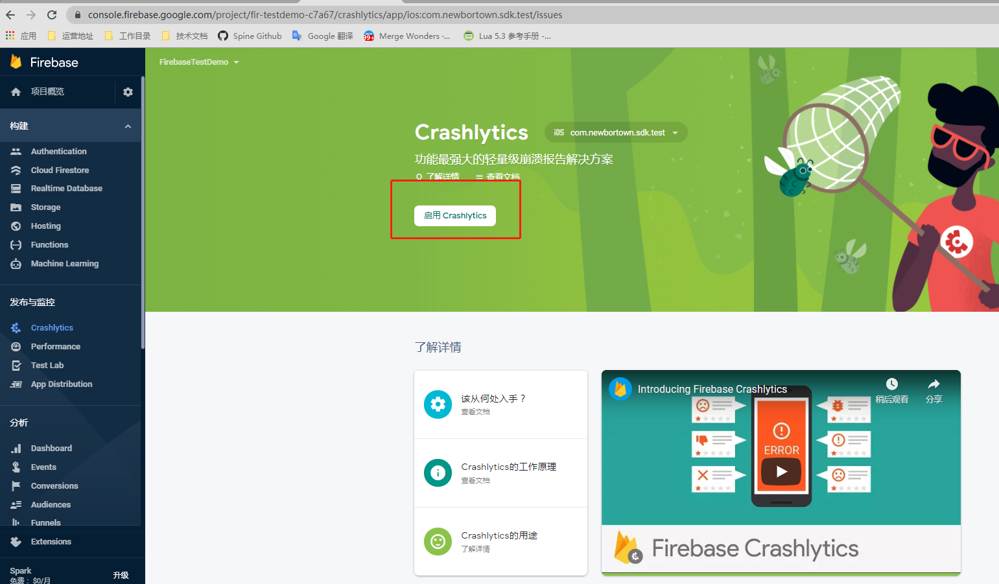 console.firebase.google.com/project/fir-testdemo-c7a67/crashlytics/app/ios:com.newbortown.sdk.test/issues
应用 运营地址 工作目录 技术文档 Spine Github Google 翻译 99+ Merge Wonders -... Lua 5.3 参考手册 -...
Firebase
FirebaseTestDemo
项目概览
构建
Authentication
Cloud Firestore
Realtime Database
Storage
Hosting
Functions
Machine Learning
发布与监控
Crashlytics
Performance
Test Lab
App Distribution
分析
Dashboard
Events
Conversions
Audiences
Funnels
Extensions
Spark
免费：$0/月
升级
Crashlytics
iOS com.newbortown.sdk.test
功能最强大的轻量级崩溃报告解决方案
了解详情 查看文档
启用 Crashlytics
了解详情
该从何处入手？
查看文档
Crashlytics的工作原理
查看文档
Crashlytics的用途
了解详情
Introducing Firebase Crashlytics
稍后观看
分享
ERROR
Firebase Crashlytics